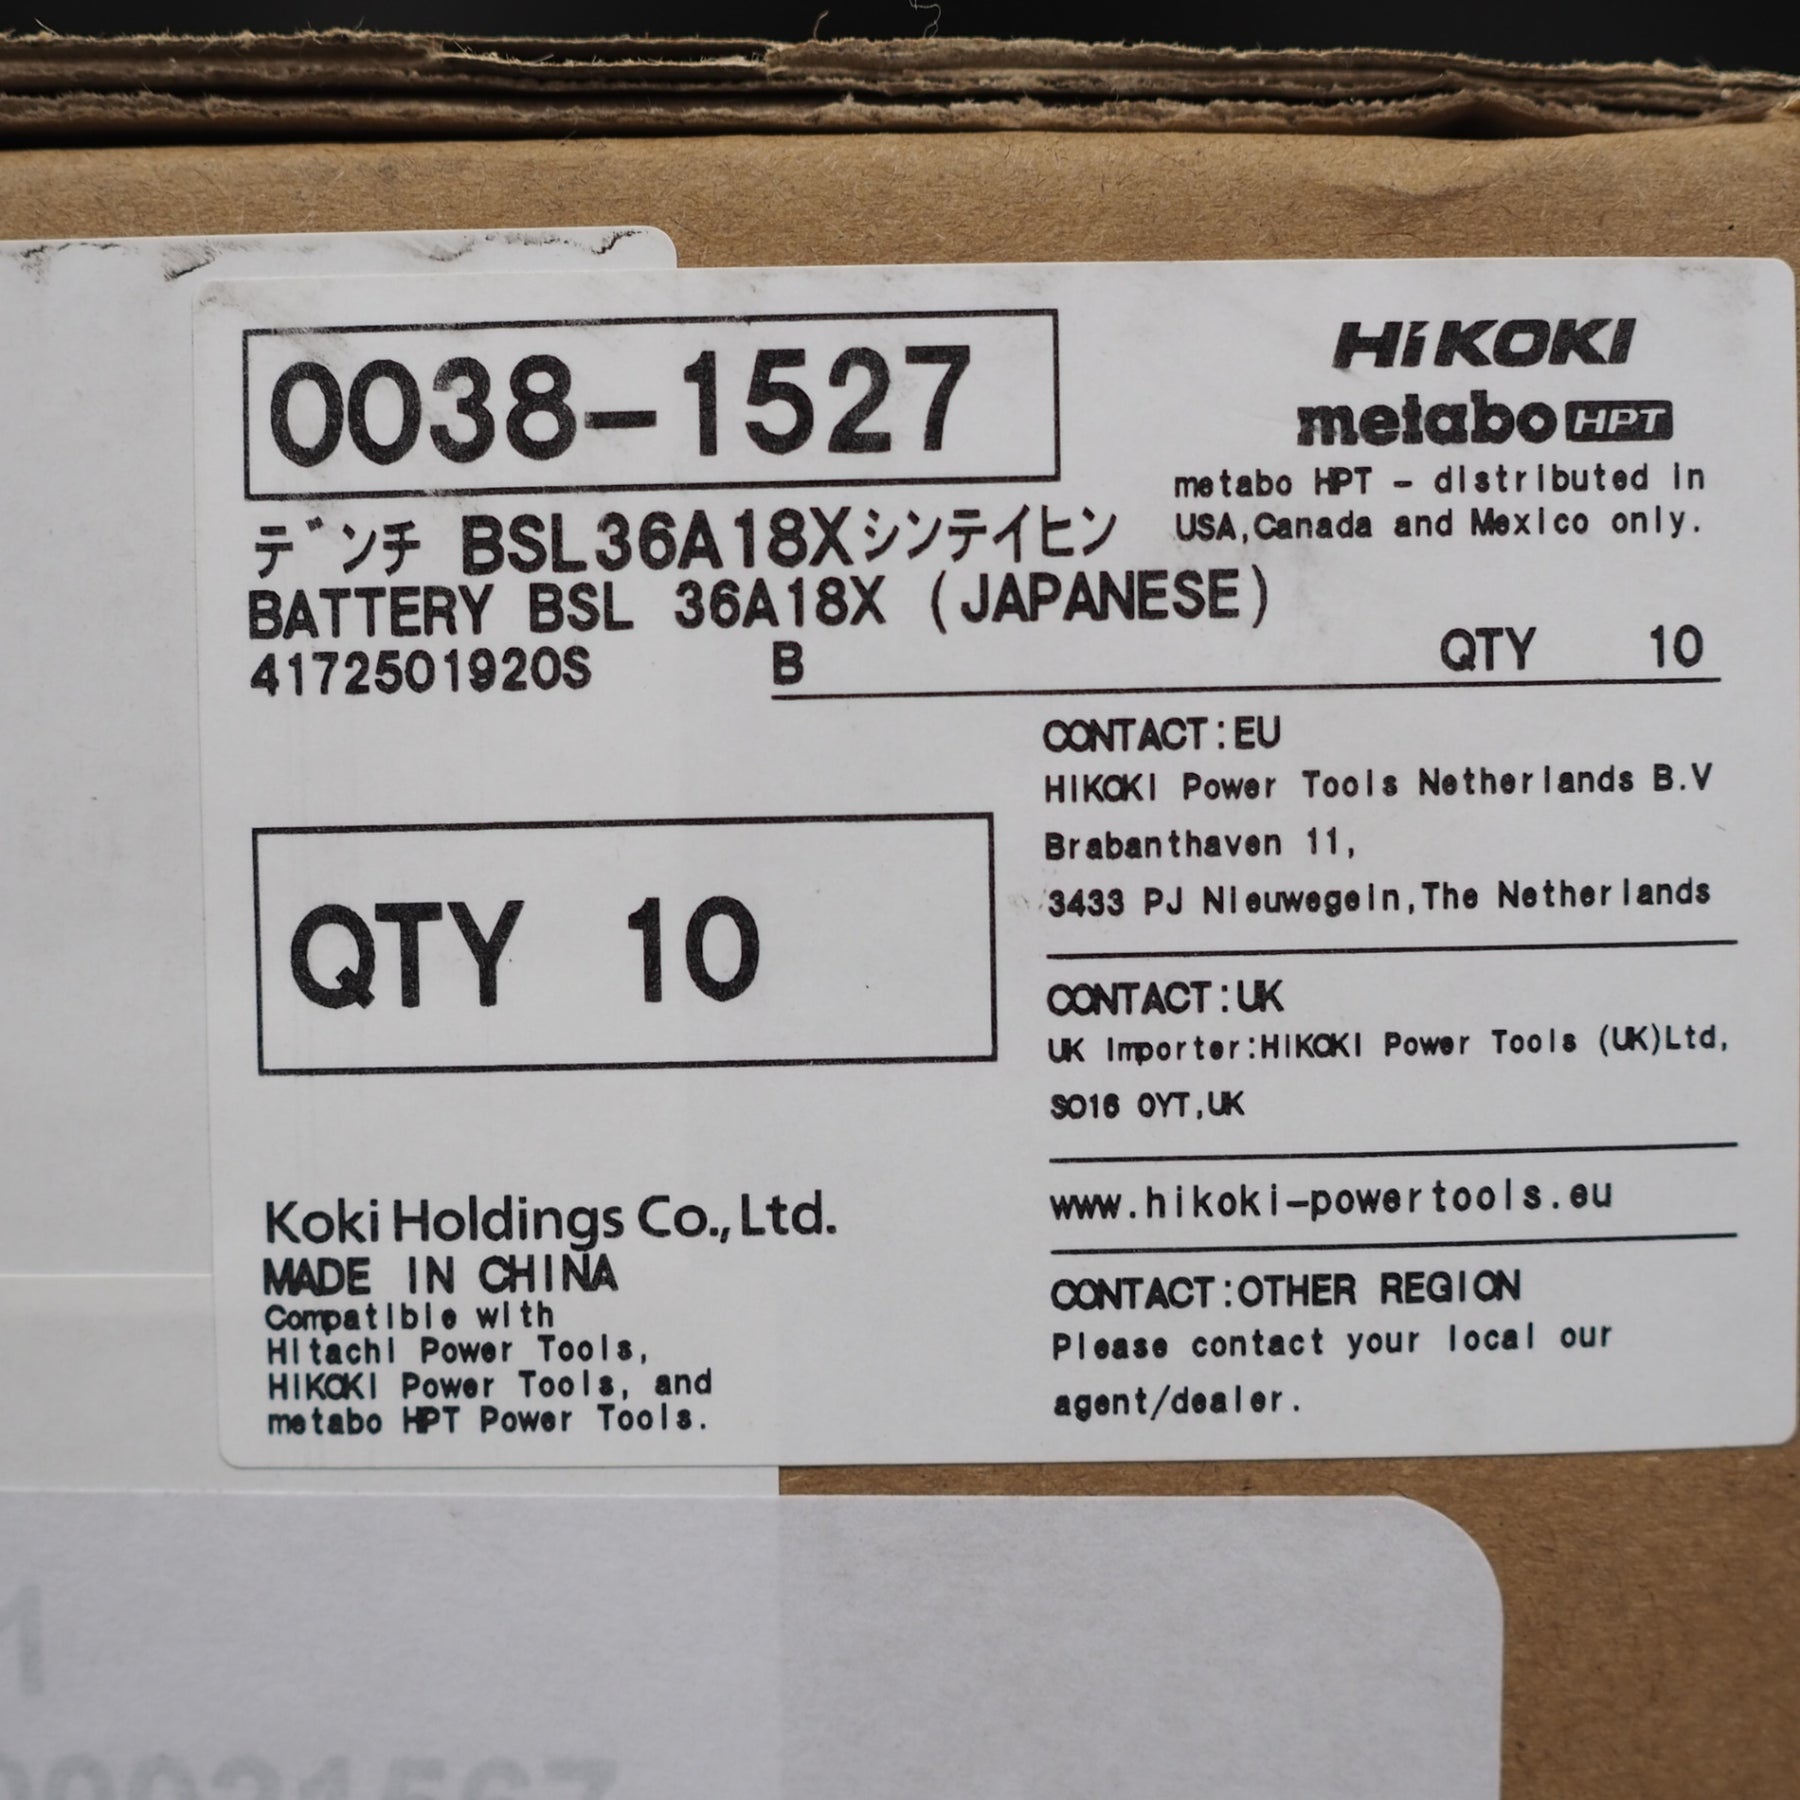 0038-1527
HiKOKI
metabo HPT
metabo HPT - distributed in
USA,Canada and Mexico only.
デンチ BSL36A18Xシンテイヒン
BATTERY BSL 36A18X (JAPANESE)
4172501920S B QTY 10
QTY 10
CONTACT:EU
HiKOKI Power Tools Netherlands B.V
Brabanthaven 11,
3433 PJ Nieuwegein,The Netherlands
CONTACT:UK
UK Importer:HiKOKI Power Tools (UK)Ltd,
SO16 0YT,UK
www.hikoki-powertools.eu
CONTACT:OTHER REGION
Please contact your local our
agent/dealer.
Koki Holdings Co., Ltd.
MADE IN CHINA
Compatible with
Hitachi Power Tools,
HiKOKI Power Tools, and
metabo HPT Power Tools.